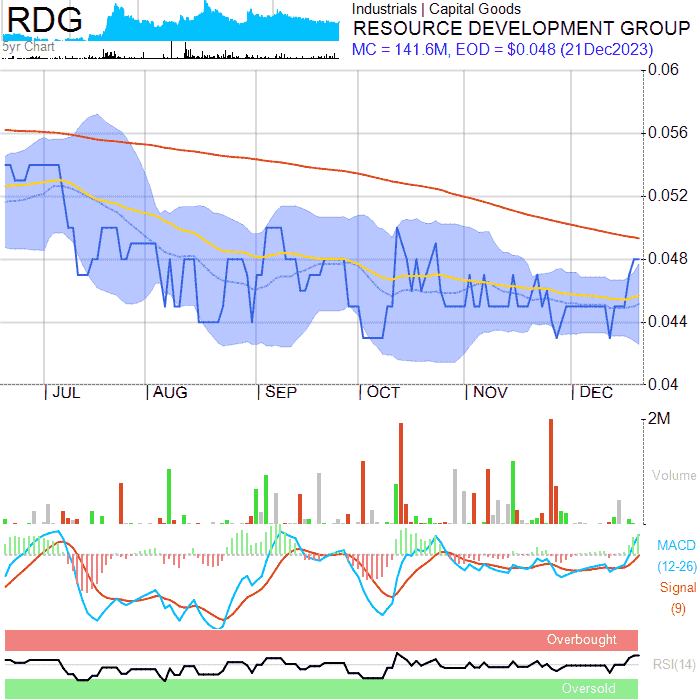 RDG
5yr Chart
Industrials | Capital Goods
RESOURCE DEVELOPMENT GROUP
MC = 141.6M, EOD = $0.048 (21Dec2023)
0.06
0.056
0.052
0.048
0.044
0.04
JUL AUG SEP OCT NOV DEC
2M
Volume
MACD
(12-26)
Signal
(9)
Overbought
RSI(14)
Oversold